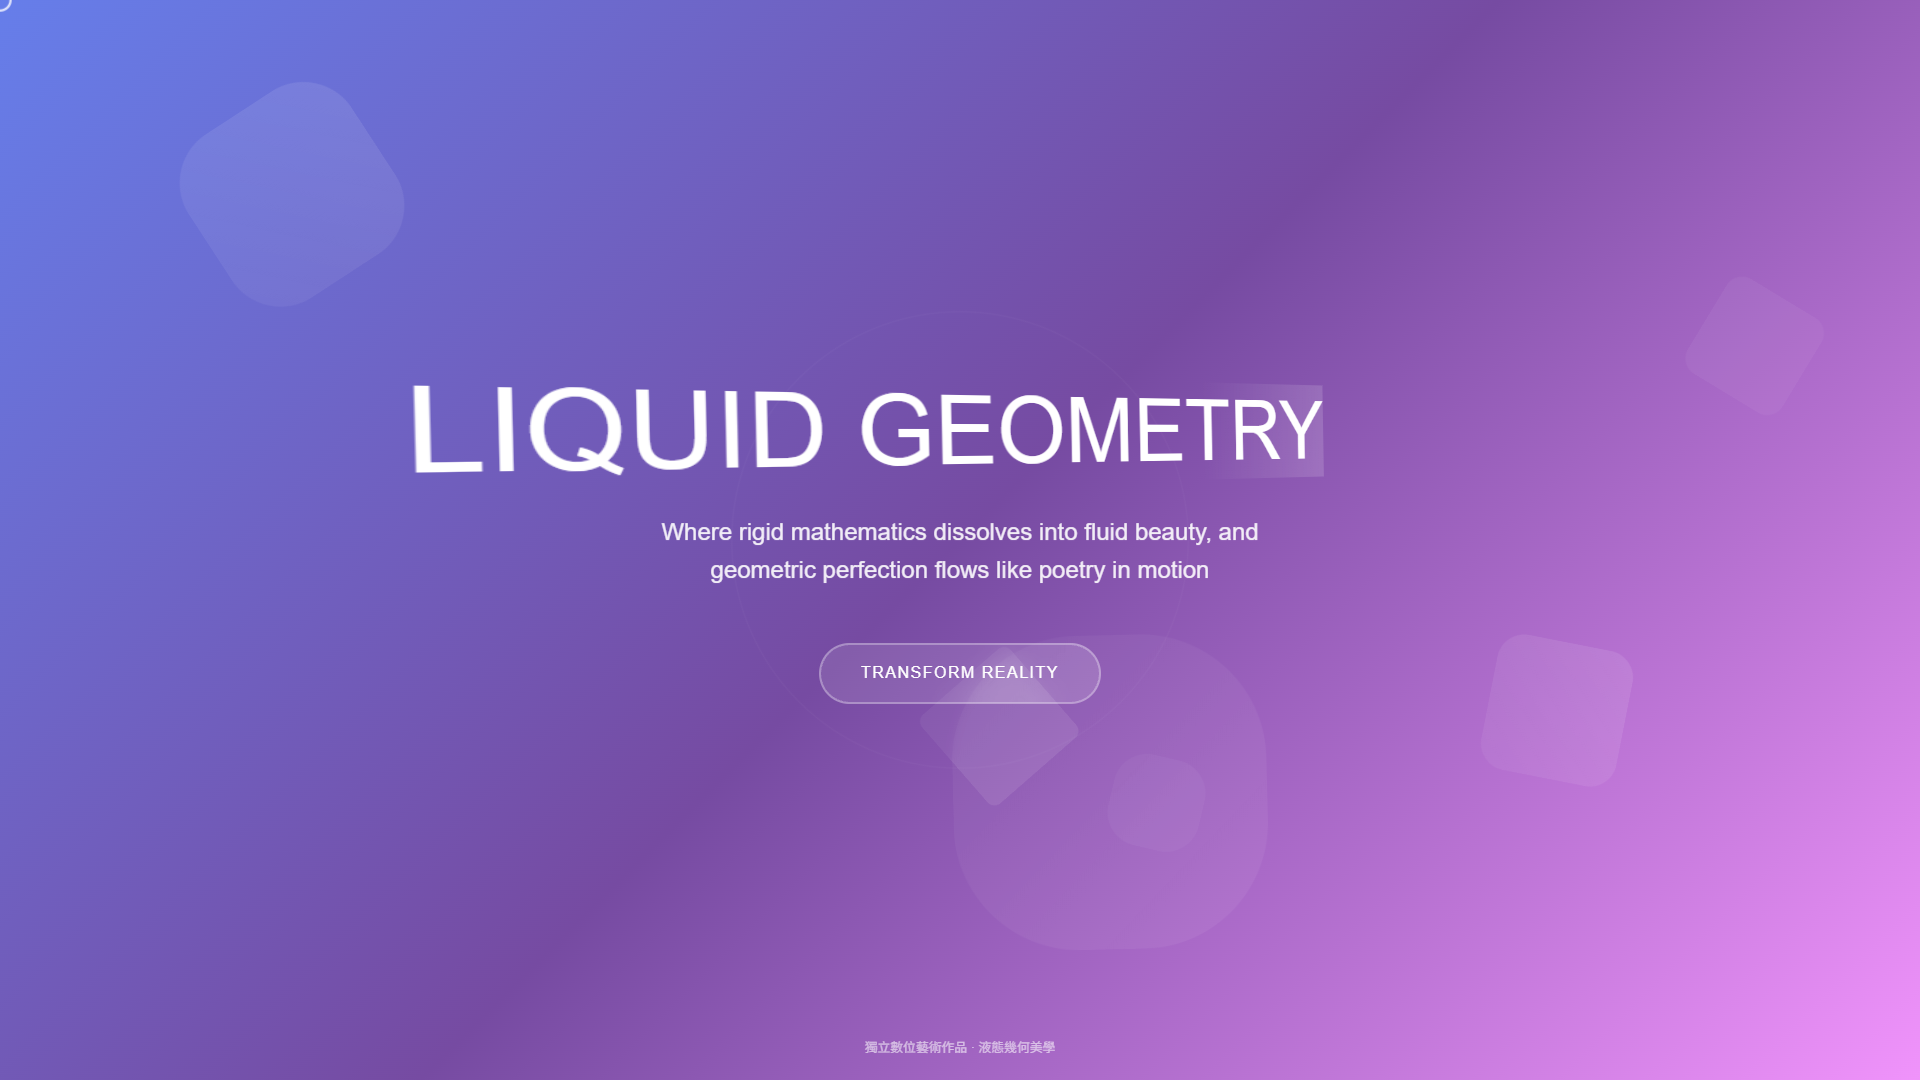 LIQUID GEOMETRY
Where rigid mathematics dissolves into fluid beauty, and
geometric perfection flows like poetry in motion
TRANSFORM REALITY
獨立數位藝術作品 · 液態幾何美學